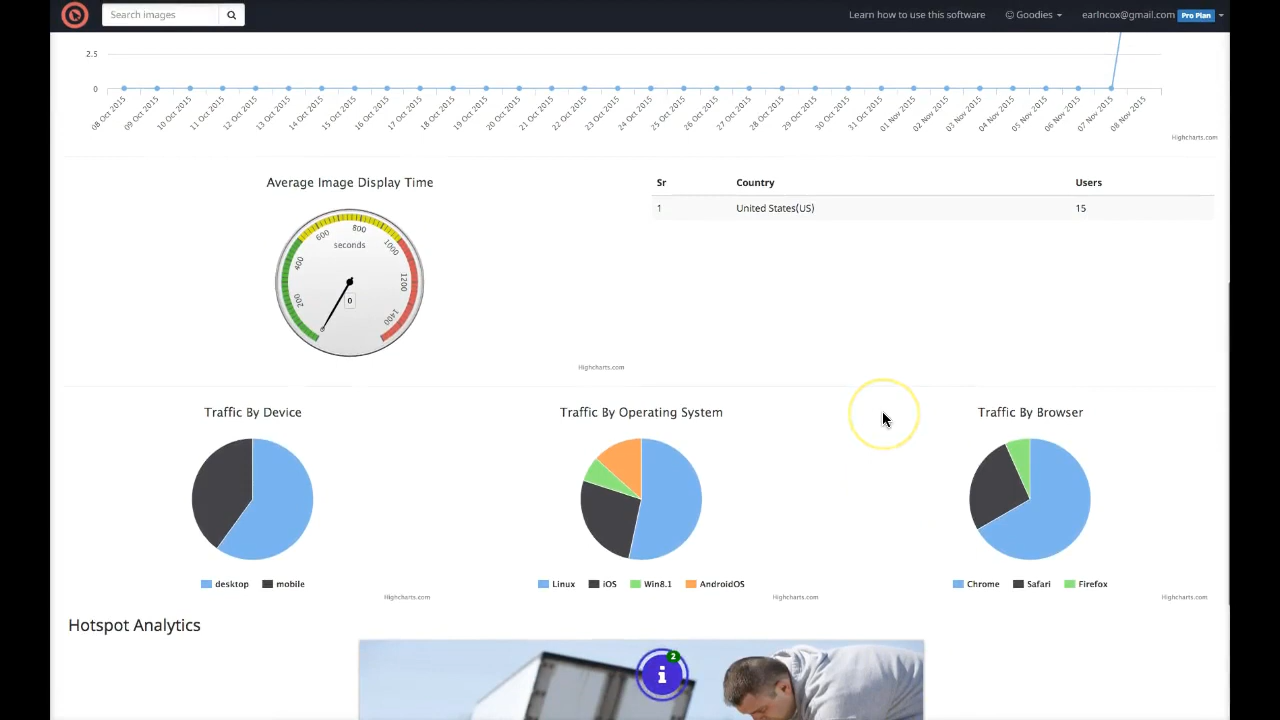 Search images
Learn how to use this software
Goodies
earlncox@gmail.com
Pro Plan
2.5
0
08 Oct 2015
09 Oct 2015
10 Oct 2015
11 Oct 2015
12 Oct 2015
13 Oct 2015
14 Oct 2015
15 Oct 2015
16 Oct 2015
17 Oct 2015
18 Oct 2015
19 Oct 2015
20 Oct 2015
21 Oct 2015
22 Oct 2015
23 Oct 2015
24 Oct 2015
25 Oct 2015
26 Oct 2015
27 Oct 2015
28 Oct 2015
29 Oct 2015
30 Oct 2015
31 Oct 2015
01 Nov 2015
02 Nov 2015
03 Nov 2015
04 Nov 2015
05 Nov 2015
06 Nov 2015
07 Nov 2015
08 Nov 2015
Highcharts.com
Average Image Display Time
200
400
600
800
1000
1200
1400
seconds
0
Highcharts.com
Sr Country Users
1 United States(US) 15
Traffic By Device
desktop mobile
Highcharts.com
Traffic By Operating System
Linux iOS Win8.1 AndroidOS
Highcharts.com
Traffic By Browser
Chrome Safari Firefox
Highcharts.com
Hotspot Analytics
2
i